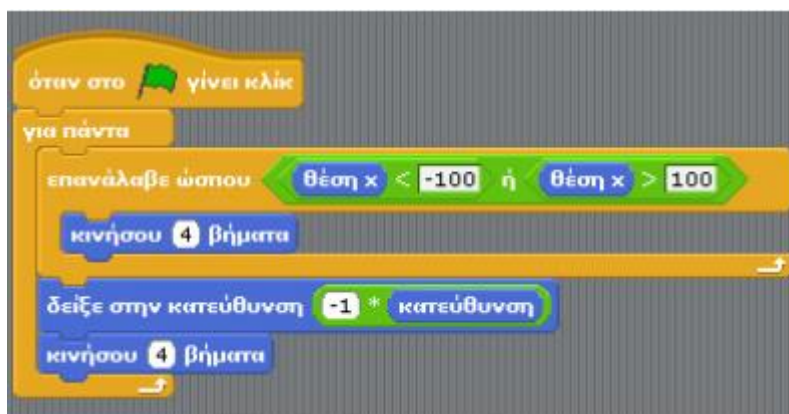 όταν στο γίνει κλίκ
για πάντα
επανάλαβε ώσπου θέση x < -100 ή θέση x > 100
κινήσου 4 βήματα
δείξε στην κατεύθυνση -1 * κατεύθυνση
κινήσου 4 βήματα